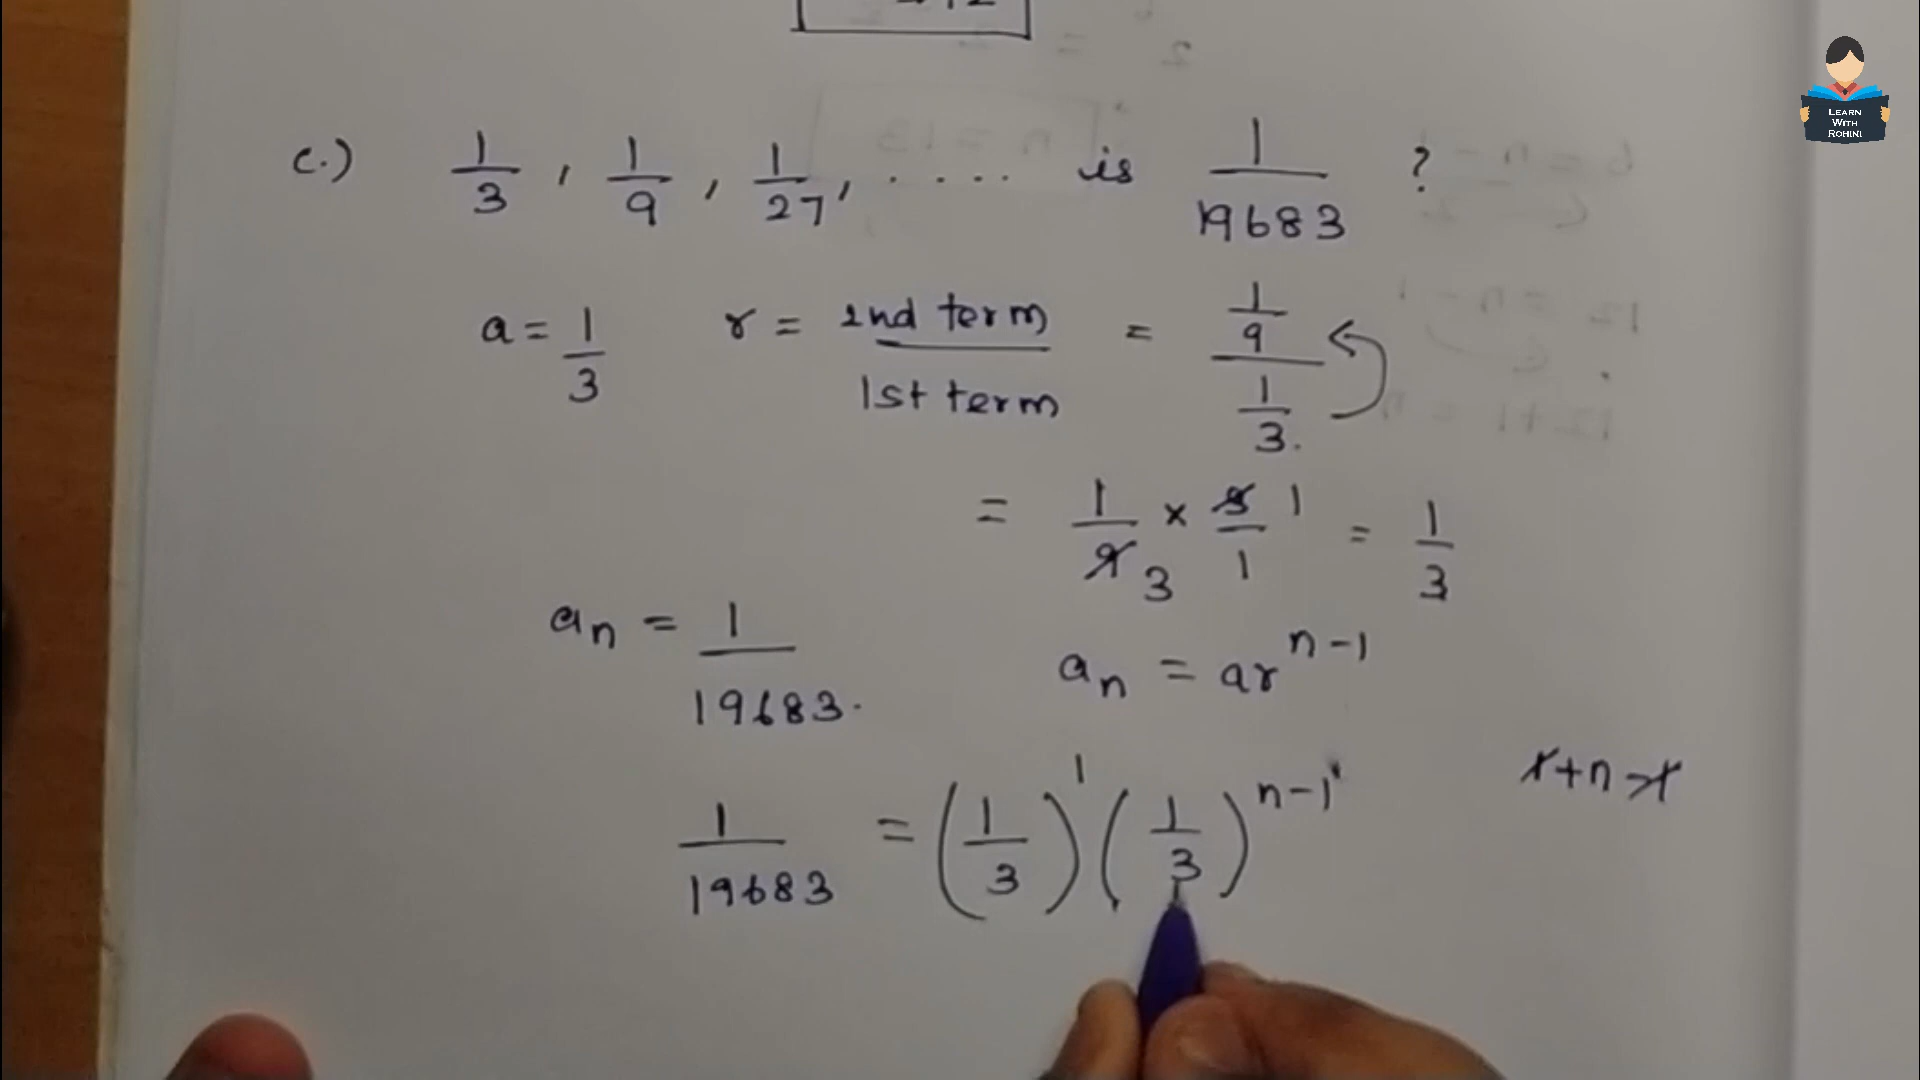 LEARN
WITH
ROHINI
c.) 1/3 , 1/9 , 1/27 , . . . . is 1/19683 ?
a = 1/3 r = 2nd term / 1st term = 1/9 / 1/3.
= 1/9 3 × 3/1 1 = 1/3
an = 1/19683. an = ar^n-1
1+n-1
1/19683 = (1/3)^1 (1/3)^n-1